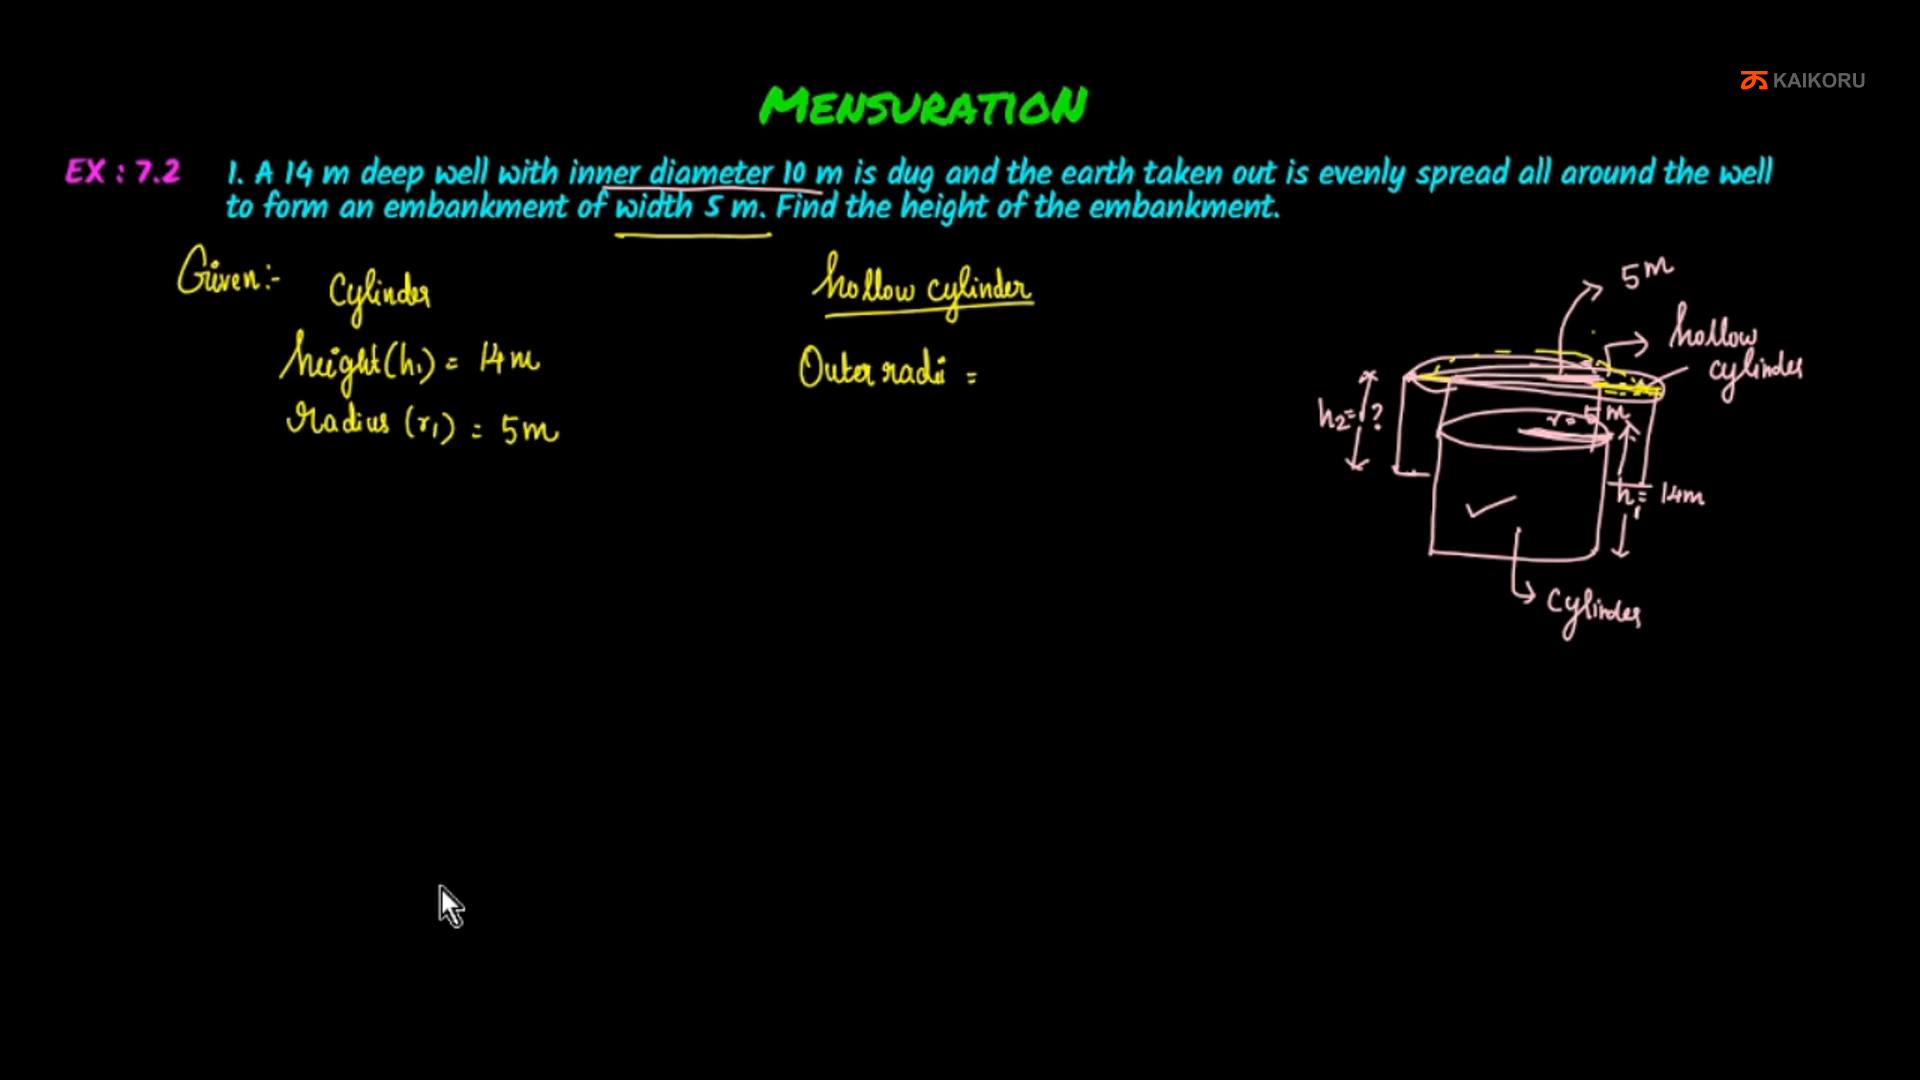 KAIKORU
MENSURATION
EX : 7.2 1. A 14 m deep well with inner diameter 10 m is dug and the earth taken out is evenly spread all around the well
to form an embankment of width 5 m. Find the height of the embankment.
Given:-
Cylinder
height(h1) = 14m
radius (r1) = 5m
hollow cylinder
Outer radii =
5m
hollow
cylinder
h2=?
r=5m
h1= 14m
cylinder